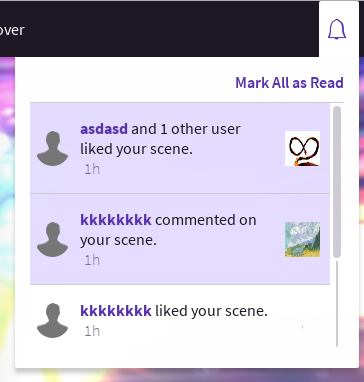 over
Mark All as Read
asdasd and 1 other user
liked your scene.
1h
kkkkkkkk commented on
your scene.
1h
kkkkkkkk liked your scene.
1h